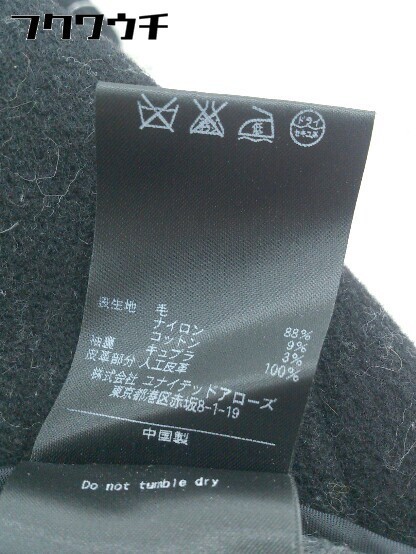 フクワウチ
低
ドライ
セキユ系
表生地 毛 88%
ナイロン 9%
コットン 3%
袖裏 キュプラ 100%
皮革部分 人工皮革
株式会社 ユナイテッドアローズ
東京都港区赤坂8-1-19
中国製
Do not tumble dry